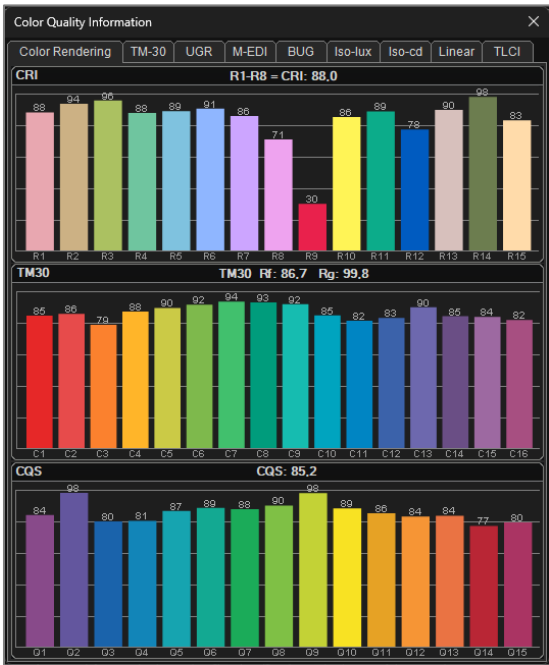 Color Quality Information
Color Rendering TM-30 UGR M-EDI BUG Iso-lux Iso-cd Linear TLCI
CRI R1-R8 = CRI: 88,0
88 94 96 88 89 91 86 71 30 86 89 78 90 98 83
R1 R2 R3 R4 R5 R6 R7 R8 R9 R10 R11 R12 R13 R14 R15
TM30 TM30 Rf: 86,7 Rg: 99,8
85 86 79 88 90 92 94 93 92 85 82 83 90 85 84 82
C1 C2 C3 C4 C5 C6 C7 C8 C9 C10 C11 C12 C13 C14 C15 C16
CQS CQS: 85,2
84 98 80 81 87 89 88 90 98 89 86 84 84 77 80
Q1 Q2 Q3 Q4 Q5 Q6 Q7 Q8 Q9 Q10 Q11 Q12 Q13 Q14 Q15